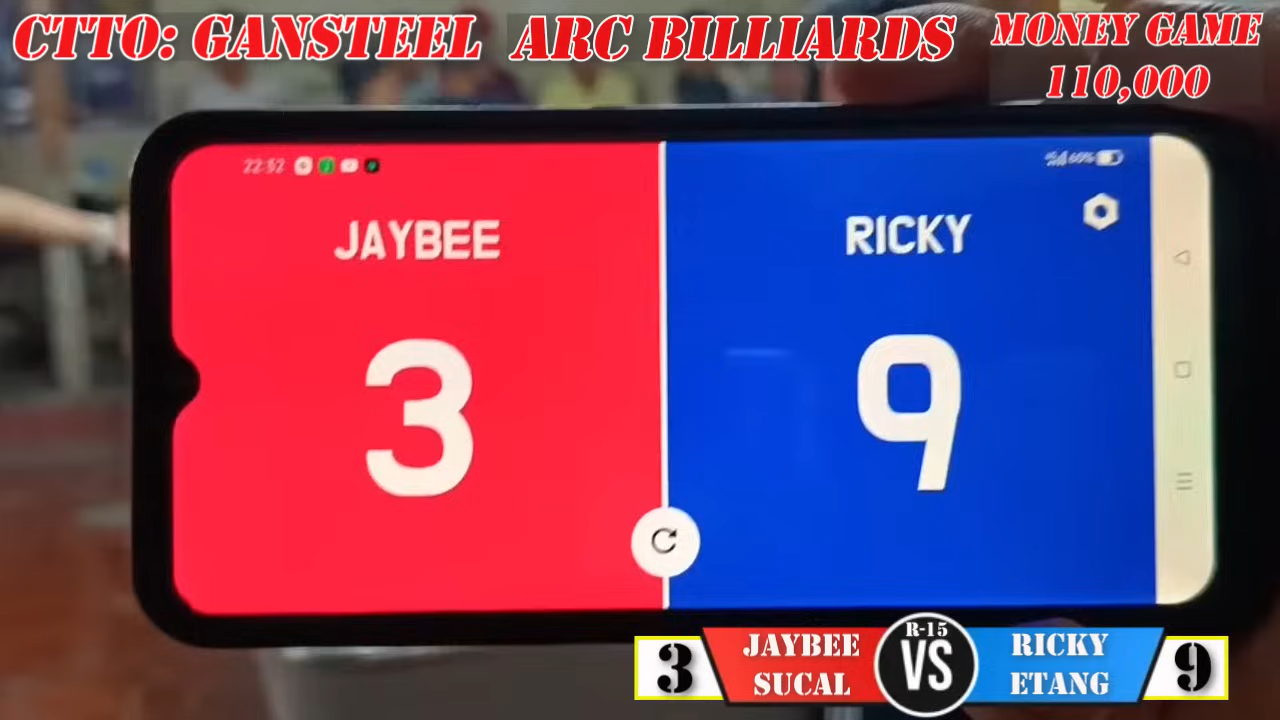 CTTO: GANSTEEL ARC BILLIARDS
MONEY GAME
110,000
22:52
60%
JAYBEE
RICKY
3
9
R-15
3
JAYBEE
SUCAL
VS
RICKY
ETANG
9